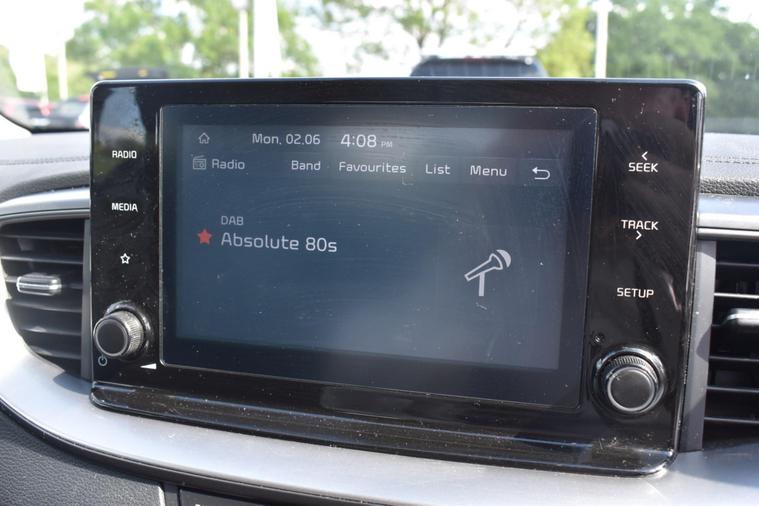 Mon, 02.06 4:08 PM
Radio Band Favourites List Menu
DAB
Absolute 80s
RADIO
MEDIA
SEEK
TRACK
SETUP